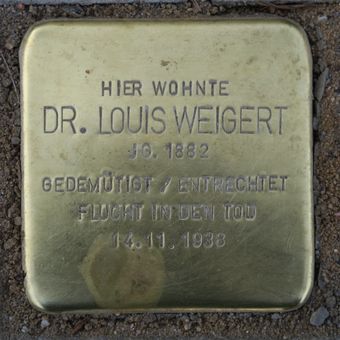 HIER WOHNTE
DR. LOUIS WEIGERT
JG. 1882
GEDEMÜTIGT / ENTRECHTET
FLUCHT IN DEN TOD
14.11.1938